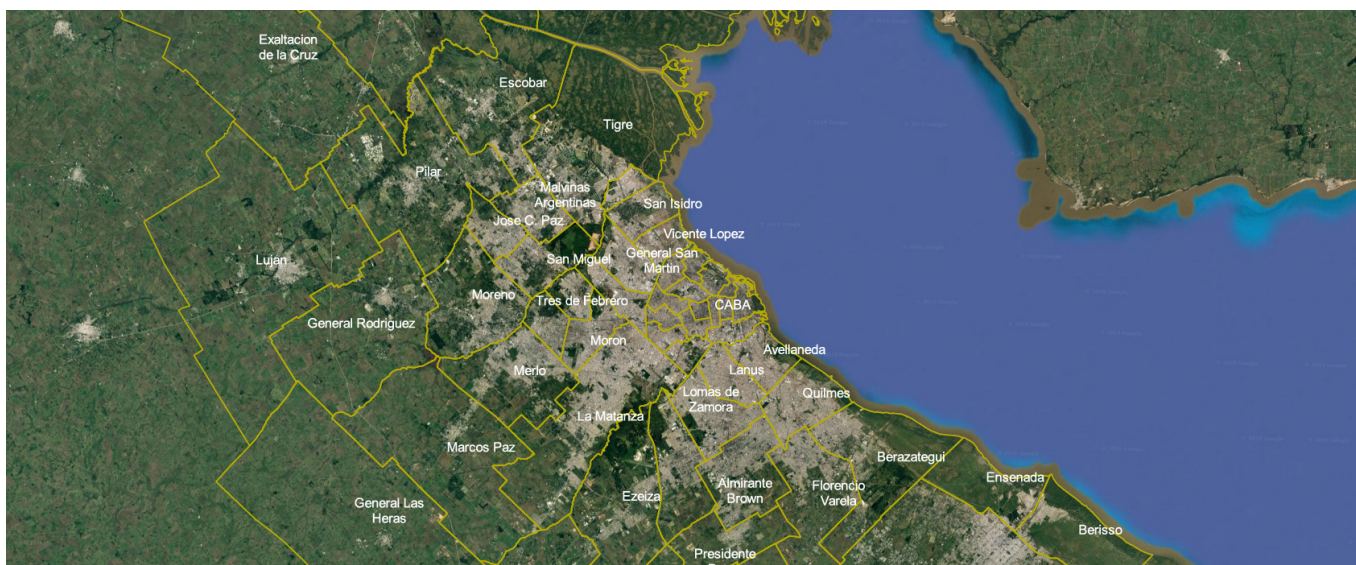 Exaltacion
de la Cruz
Escobar
Tigre
Pilar
Malvinas
Argentinas
San Isidro
Jose C. Paz
Vicente Lopez
General San
Martin
San Miguel
Lujan
Moreno
Tres de Febrero
CABA
General Rodriguez
Moron
Avellaneda
Merlo
Lanus
Quilmes
Lomas de
Zamora
La Matanza
Marcos Paz
Berazategui
Ensenada
Almirante
Brown
Florencio
Varela
Ezeiza
General Las
Heras
Berisso
Presidente